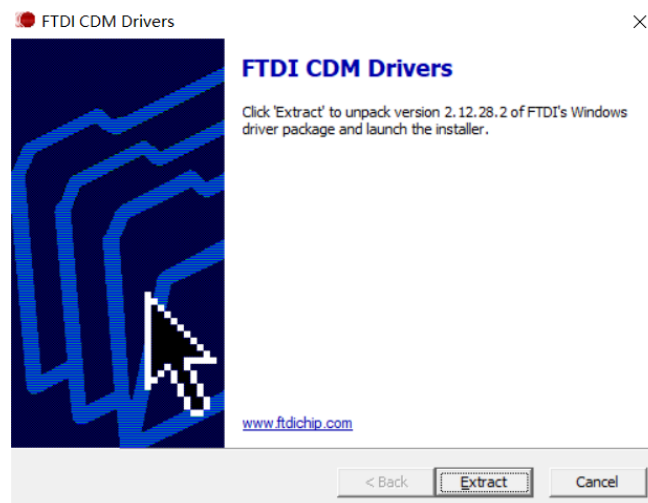 FTDI CDM Drivers
FTDI CDM Drivers
Click 'Extract' to unpack version 2.12.28.2 of FTDI's Windows
driver package and launch the installer.
www.ftdichip.com
< Back Extract Cancel